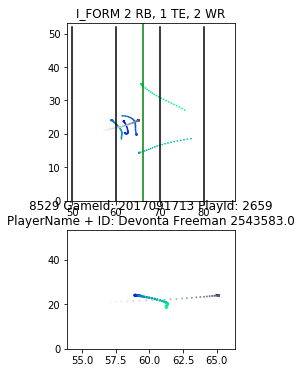 I_FORM 2 RB, 1 TE, 2 WR
50
40
30
20
10
0
50 60 70 80
8529 GameId: 2017091713 PlayId: 2659
PlayerName + ID: Devonta Freeman 2543583.0
40
20
0
55.0 57.5 60.0 62.5 65.0